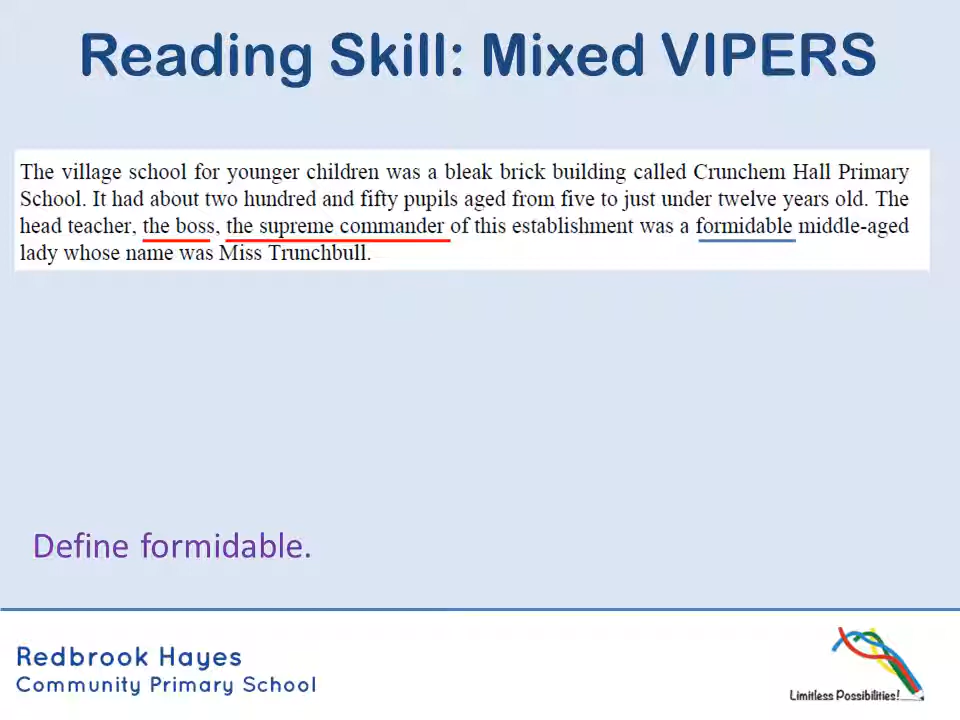 Reading Skill: Mixed VIPERS
The village school for younger children was a bleak brick building called Crunchem Hall Primary
School. It had about two hundred and fifty pupils aged from five to just under twelve years old. The
head teacher, the boss, the supreme commander of this establishment was a formidable middle-aged
lady whose name was Miss Trunchbull.
Define formidable.
Redbrook Hayes
Community Primary School
Limitless Possibilities!